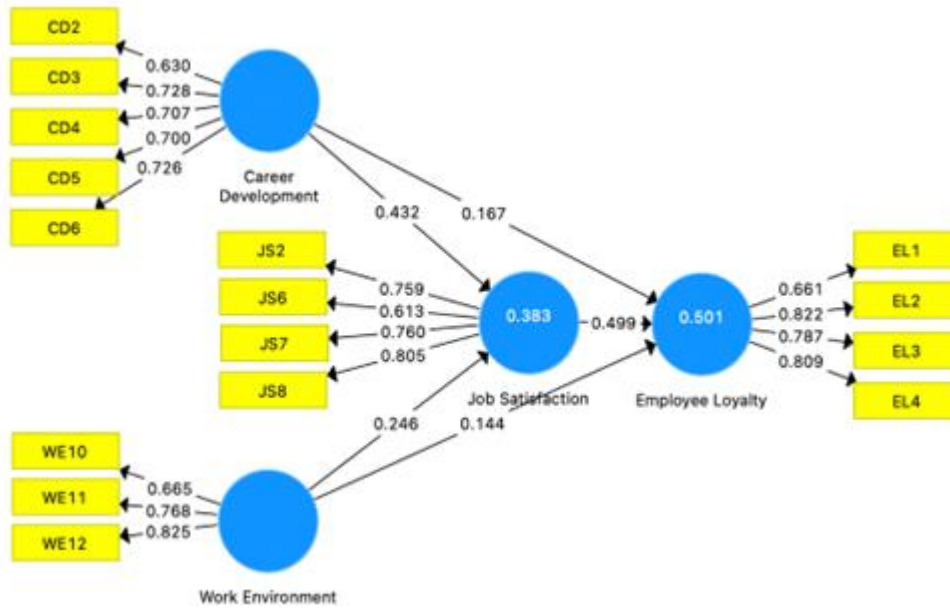 CD2
0.630
CD3
0.728
CD4
0.707
CD5
0.700
CD6
0.726
Career
Development
0.432
0.167
JS2
0.759
JS6
0.613
JS7
0.760
JS8
0.805
0.383
0.499
0.501
Job Satisfaction
Employee Loyalty
EL1
0.661
EL2
0.822
EL3
0.787
EL4
0.809
0.246
0.144
WE10
0.665
WE11
0.768
WE12
0.825
Work Environment